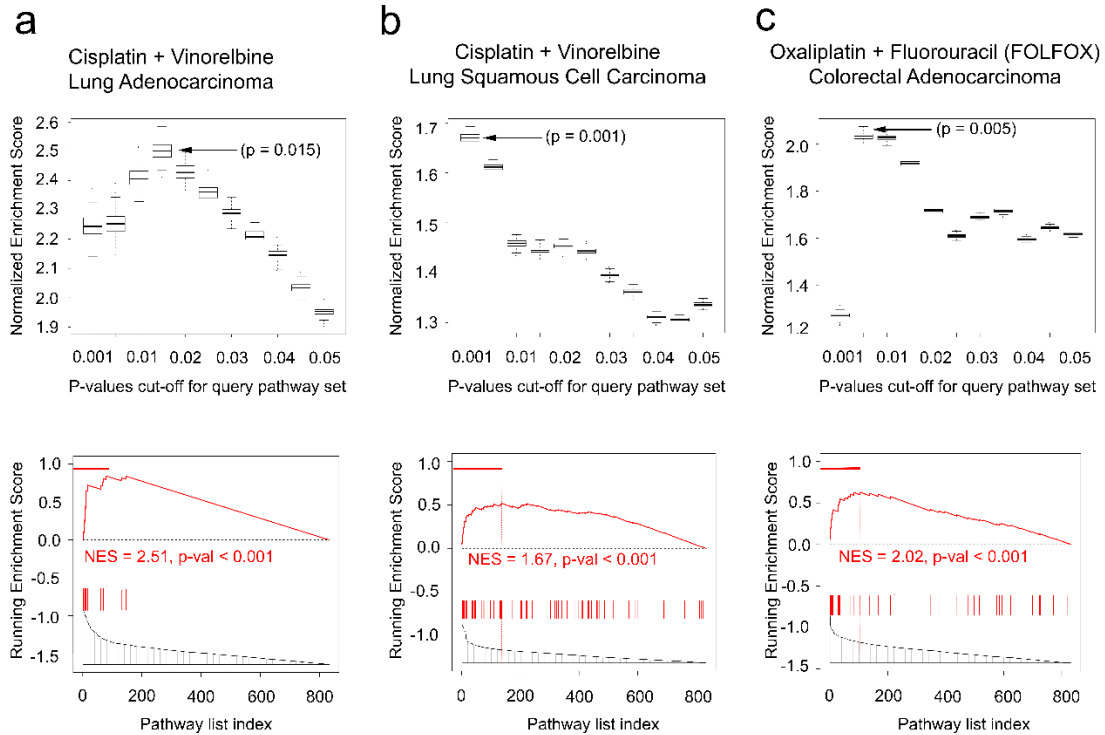 a
Cisplatin + Vinorelbine
Lung Adenocarcinoma
Normalized Enrichment Score
2.6
2.5
2.4
2.3
2.2
2.1
2.0
1.9
(p = 0.015)
0.001 0.01 0.02 0.03 0.04 0.05
P-values cut-off for query pathway set
Running Enrichment Score
1.0
0.5
0.0
-0.5
-1.0
-1.5
NES = 2.51, p-val < 0.001
0 200 400 600 800
Pathway list index
b
Cisplatin + Vinorelbine
Lung Squamous Cell Carcinoma
Normalized Enrichment Score
1.7
1.6
1.5
1.4
1.3
(p = 0.001)
0.001 0.01 0.02 0.03 0.04 0.05
P-values cut-off for query pathway set
Running Enrichment Score
1.0
0.5
0.0
-0.5
-1.0
NES = 1.67, p-val < 0.001
0 200 400 600 800
Pathway list index
c
Oxaliplatin + Fluorouracil (FOLFOX)
Colorectal Adenocarcinoma
Normalized Enrichment Score
2.0
1.8
1.6
1.4
1.2
(p = 0.005)
0.001 0.01 0.02 0.03 0.04 0.05
P-values cut-off for query pathway set
Running Enrichment Score
1.0
0.5
0.0
-0.5
-1.0
-1.5
NES = 2.02, p-val < 0.001
0 200 400 600 800
Pathway list index